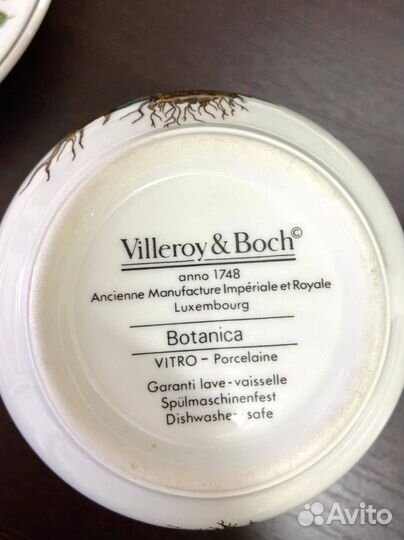 Villeroy & Boch©
anno 1748
Ancienne Manufacture Impériale et Royale
Luxembourg
Botanica
VITRO - Porcelaine
Garanti lave-vaisselle
Spülmaschinenfest
Dishwasher safe
Avito